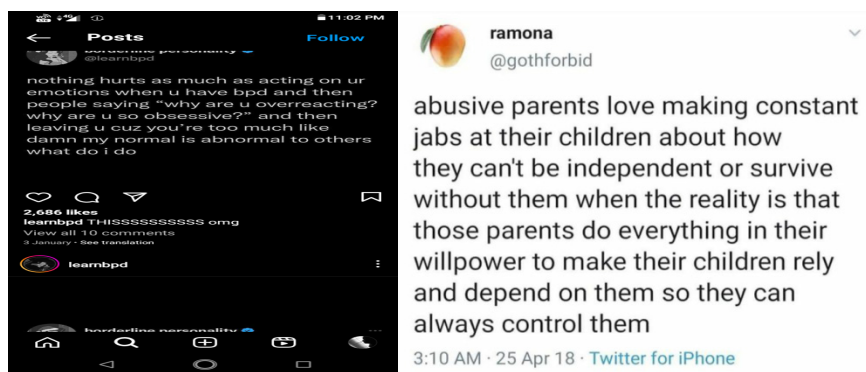 11:02 PM
Posts
Follow
borderline personality
@learnbpd
nothing hurts as much as acting on ur
emotions when u have bpd and then
people saying “why are u overreacting?
why are u so obsessive?” and then
leaving u cuz you’re too much like
damn my normal is abnormal to others
what do i do
2,686 likes
learnbpd THISSSSSSSSSS omg
View all 10 comments
3 January · See translation
learnbpd
borderline personality
ramona
@gothforbid
abusive parents love making constant
jabs at their children about how
they can't be independent or survive
without them when the reality is that
those parents do everything in their
willpower to make their children rely
and depend on them so they can
always control them
3:10 AM · 25 Apr 18 · Twitter for iPhone